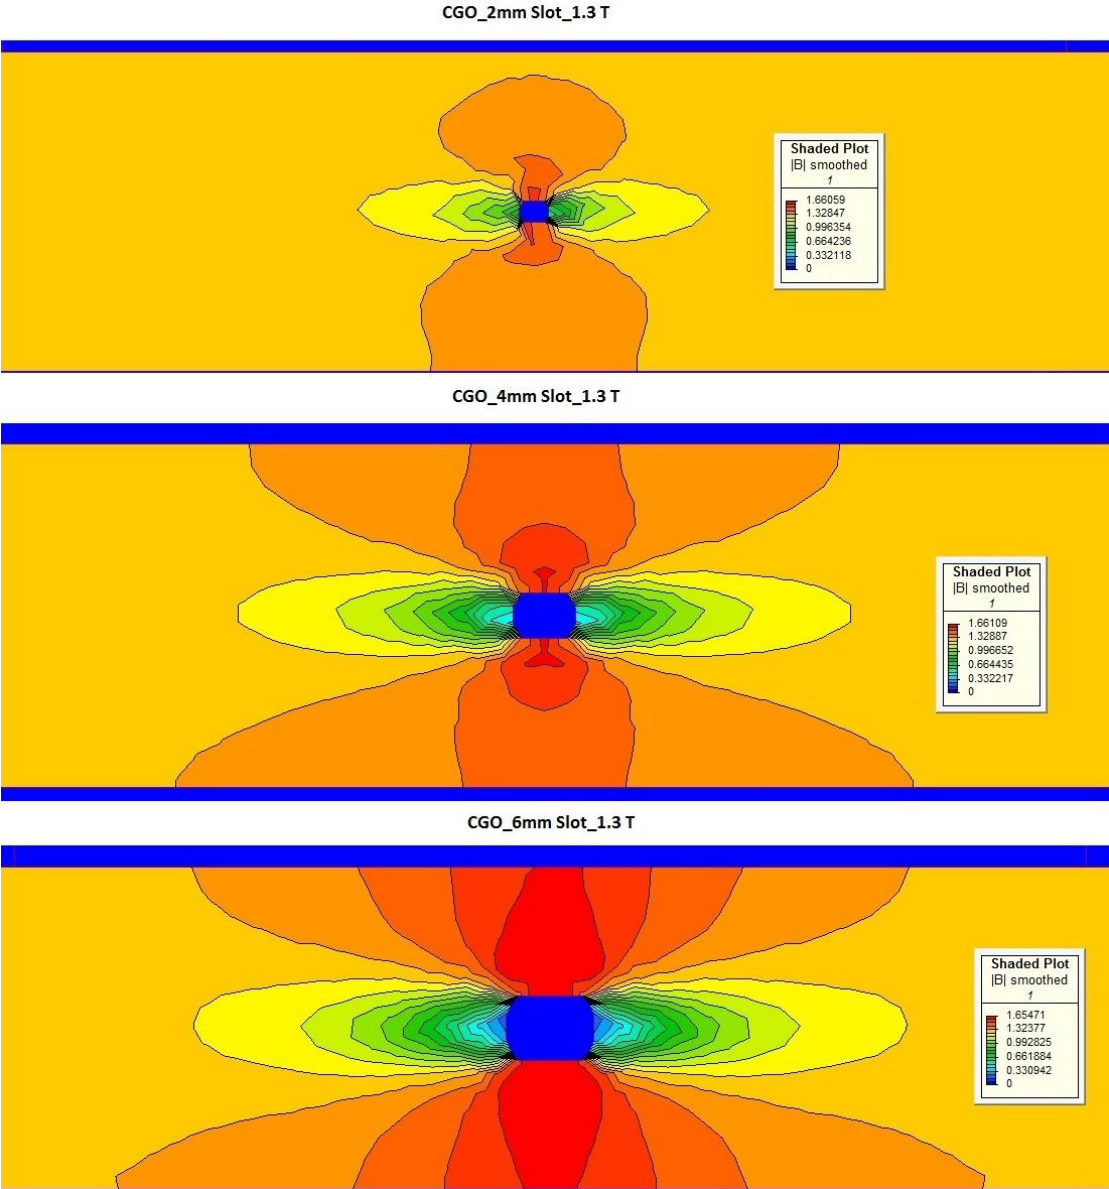 CGO_2mm Slot_1.3 T
Shaded Plot
|B| smoothed
1
1.66059
1.32847
0.996354
0.664236
0.332118
0
CGO_4mm Slot_1.3 T
Shaded Plot
|B| smoothed
1
1.66109
1.32887
0.996652
0.664435
0.332217
0
CGO_6mm Slot_1.3 T
Shaded Plot
|B| smoothed
1
1.65471
1.32377
0.992825
0.661884
0.330942
0